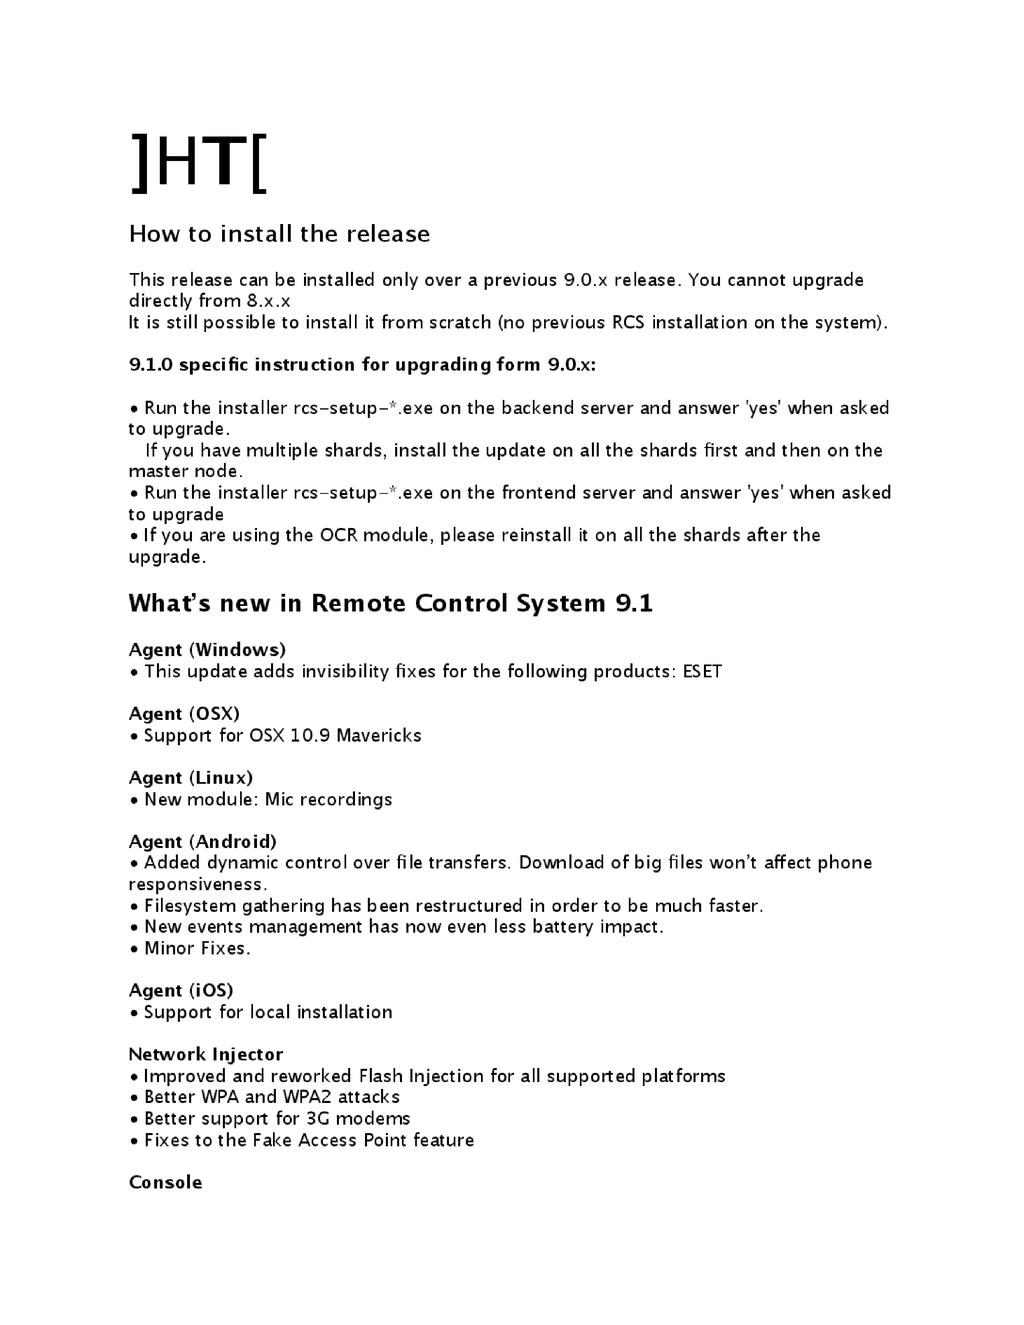 ]HT[
How to install the release
This release can be installed only over a previous 9.0.x release. You cannot upgrade
directly from 8.x.x
It is still possible to install it from scratch (no previous RCS installation on the system).
9.1.0 specific instruction for upgrading form 9.0.x:
• Run the installer rcs-setup-*.exe on the backend server and answer 'yes' when asked
to upgrade.
If you have multiple shards, install the update on all the shards first and then on the
master node.
• Run the installer rcs-setup-*.exe on the frontend server and answer 'yes' when asked
to upgrade
• If you are using the OCR module, please reinstall it on all the shards after the
upgrade.
What's new in Remote Control System 9.1
Agent (Windows)
• This update adds invisibility fixes for the following products: ESET
Agent (OSX)
• Support for OSX 10.9 Mavericks
Agent (Linux)
• New module: Mic recordings
Agent (Android)
• Added dynamic control over file transfers. Download of big files won't affect phone
responsiveness.
• Filesystem gathering has been restructured in order to be much faster.
• New events management has now even less battery impact.
• Minor Fixes.
Agent (iOS)
• Support for local installation
Network Injector
• Improved and reworked Flash Injection for all supported platforms
• Better WPA and WPA2 attacks
• Better support for 3G modems
• Fixes to the Fake Access Point feature
Console